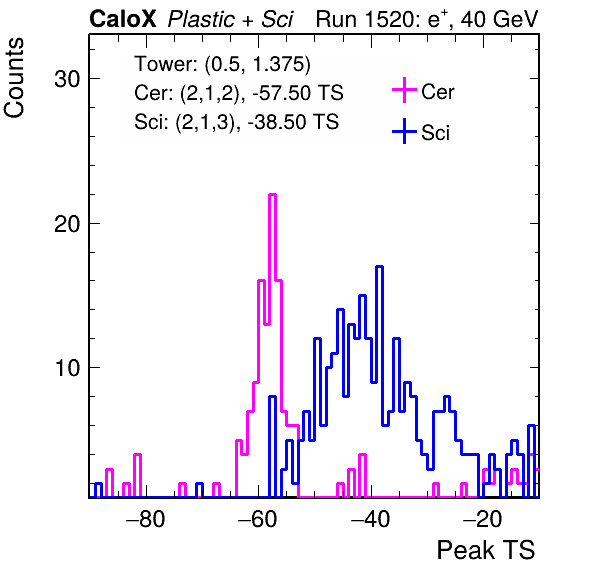 CaloX Plastic + Sci Run 1520: e⁺, 40 GeV
Counts
Tower: (0.5, 1.375)
Cer: (2,1,2), -57.50 TS
Sci: (2,1,3), -38.50 TS
Cer
Sci
30
20
10
−80 −60 −40 −20
Peak TS